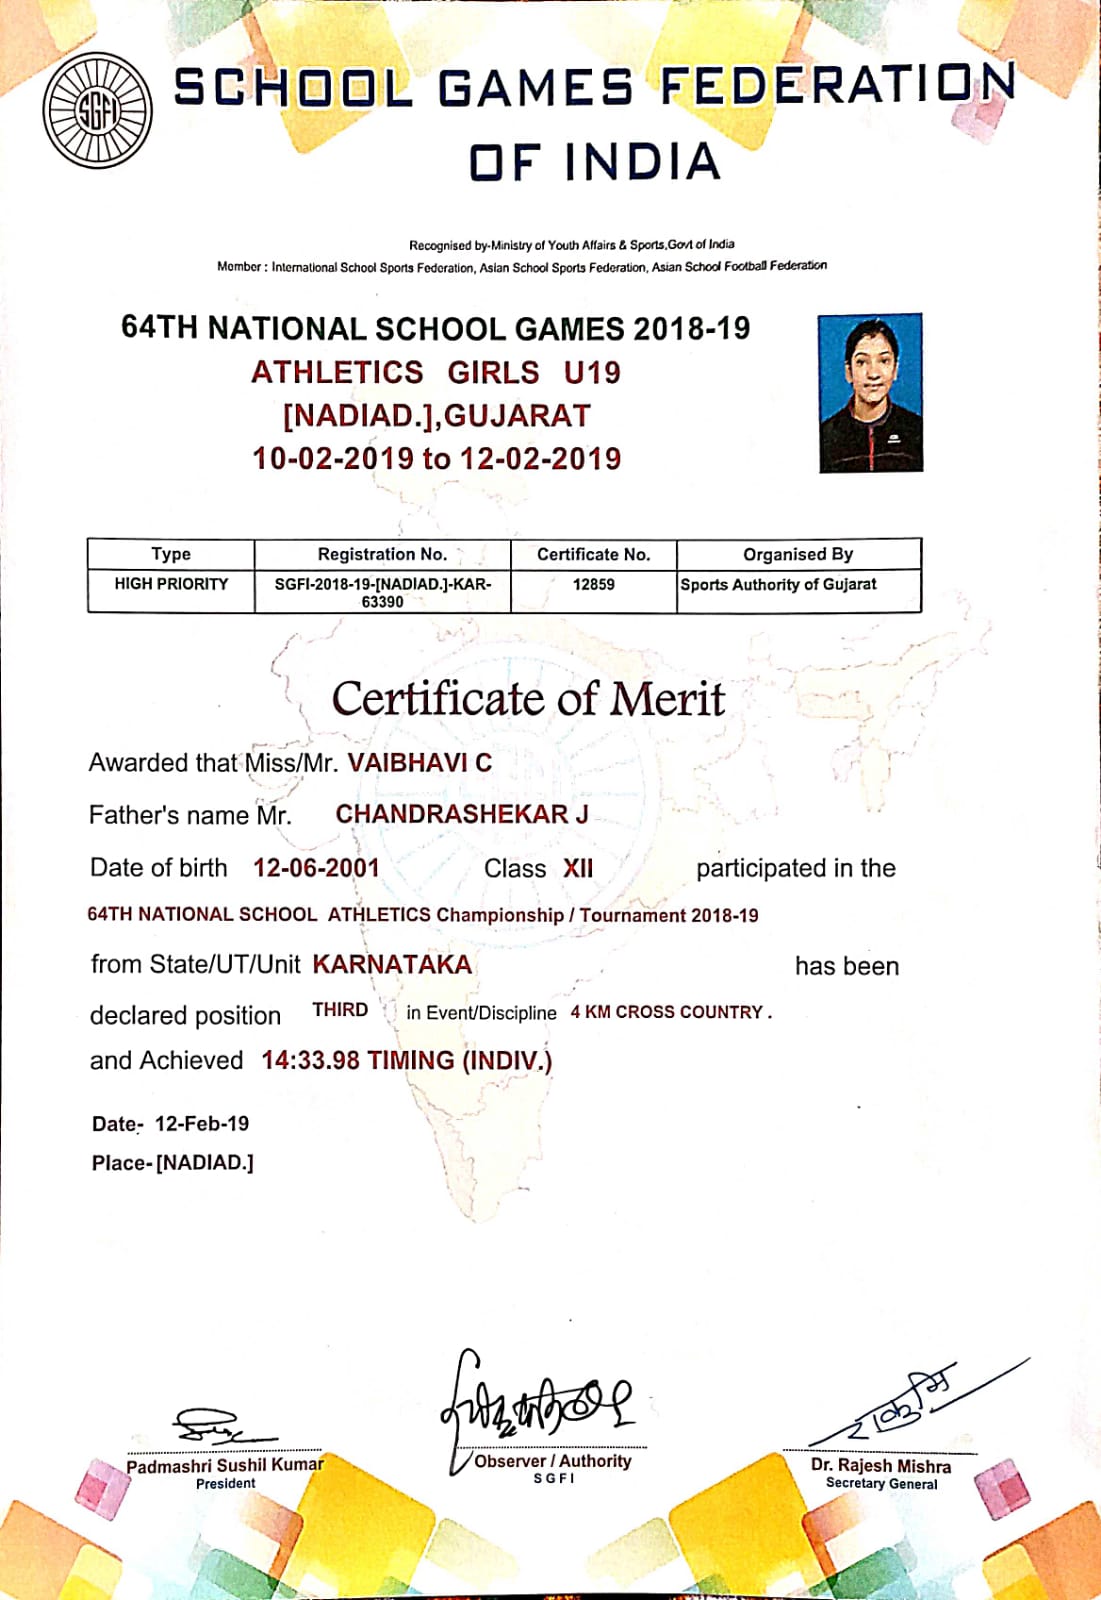 SGFI
SCHOOL GAMES FEDERATION
OF INDIA
Recognised by-Ministry of Youth Affairs & Sports,Govt of India
Member : International School Sports Federation, Asian School Sports Federation, Asian School Football Federation
64TH NATIONAL SCHOOL GAMES 2018-19
ATHLETICS GIRLS U19
[NADIAD.],GUJARAT
10-02-2019 to 12-02-2019
Type Registration No. Certificate No. Organised By
HIGH PRIORITY SGFI-2018-19-[NADIAD.]-KAR- 12859 Sports Authority of Gujarat
63390
Certificate of Merit
Awarded that Miss/Mr. VAIBHAVI C
Father's name Mr. CHANDRASHEKAR J
Date of birth 12-06-2001 Class XII participated in the
64TH NATIONAL SCHOOL ATHLETICS Championship / Tournament 2018-19
from State/UT/Unit KARNATAKA has been
declared position THIRD in Event/Discipline 4 KM CROSS COUNTRY .
and Achieved 14:33.98 TIMING (INDIV.)
Date- 12-Feb-19
Place- [NADIAD.]
Padmashri Sushil Kumar Observer / Authority Dr. Rajesh Mishra
President SGFI Secretary General